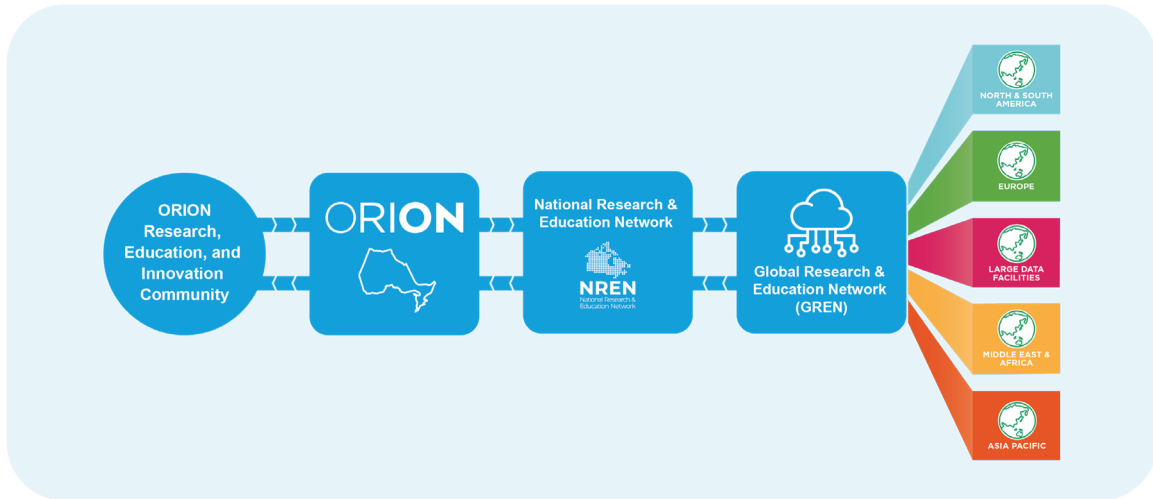 ORION
Research,
Education, and
Innovation
Community
ORION
National Research &
Education Network
NREN
National Research &
Education Network
Global Research &
Education Network
(GREN)
NORTH & SOUTH
AMERICA
EUROPE
LARGE DATA
FACILITIES
MIDDLE EAST &
AFRICA
ASIA PACIFIC